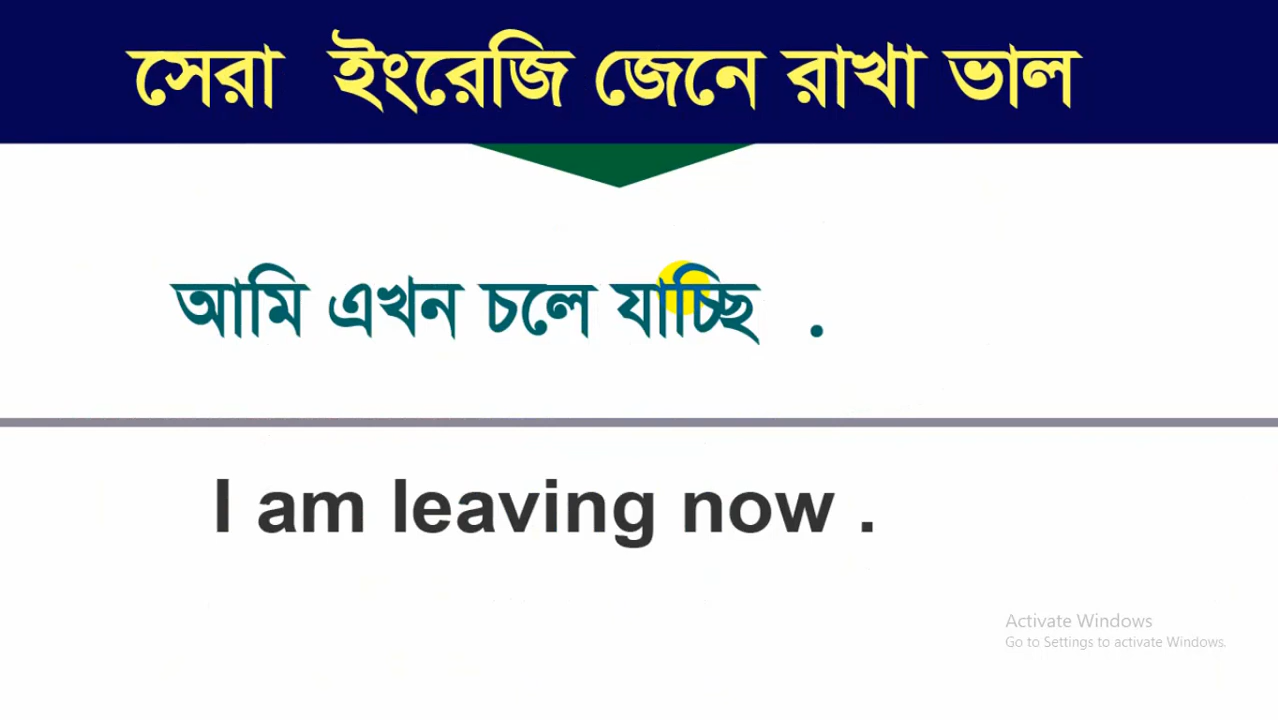 সেরা ইংরেজি জেনে রাখা ভাল
আমি এখন চলে যাচ্ছি .
I am leaving now .
Activate Windows
Go to Settings to activate Windows.